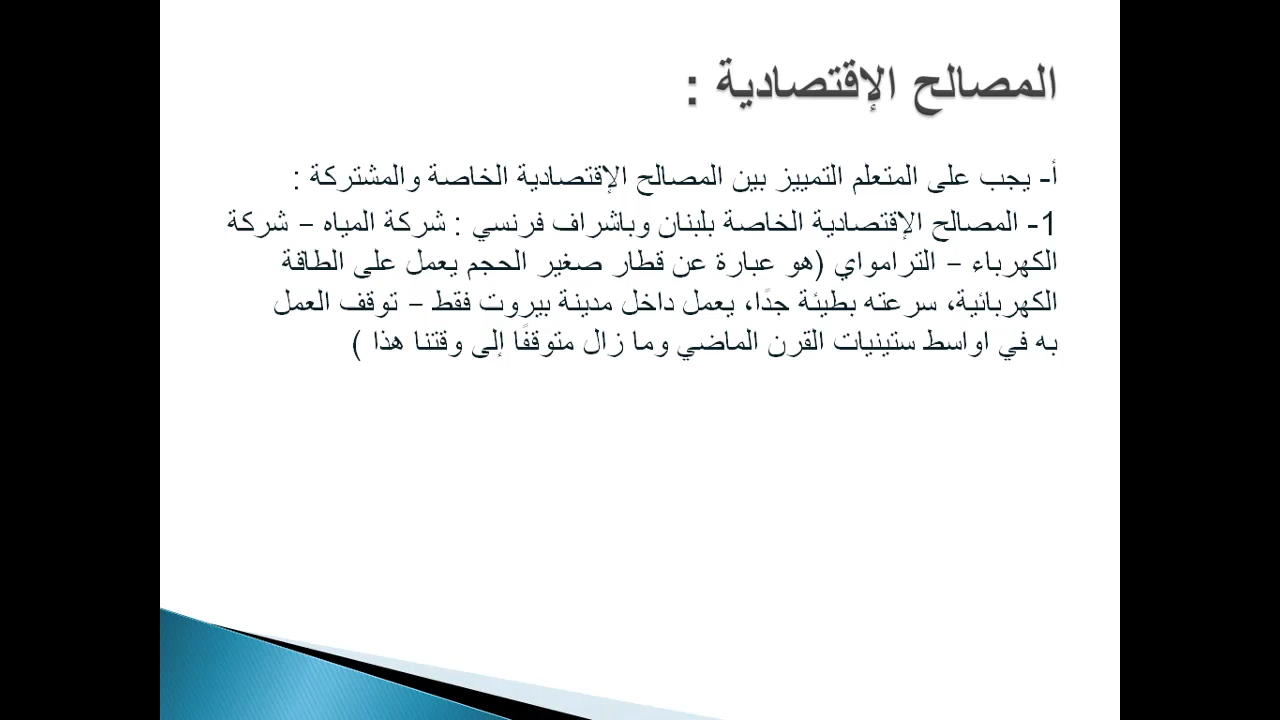 المصالح الإقتصادية :
أ- يجب على المتعلم التمييز بين المصالح الإقتصادية الخاصة والمشتركة :
1- المصالح الإقتصادية الخاصة بلبنان وباشراف فرنسي : شركة المياه – شركة
الكهرباء – الترامواي (هو عبارة عن قطار صغير الحجم يعمل على الطاقة
الكهربائية، سرعته بطيئة جدًا، يعمل داخل مدينة بيروت فقط – توقف العمل
به في اواسط ستينيات القرن الماضي وما زال متوقفًا إلى وقتنا هذا )